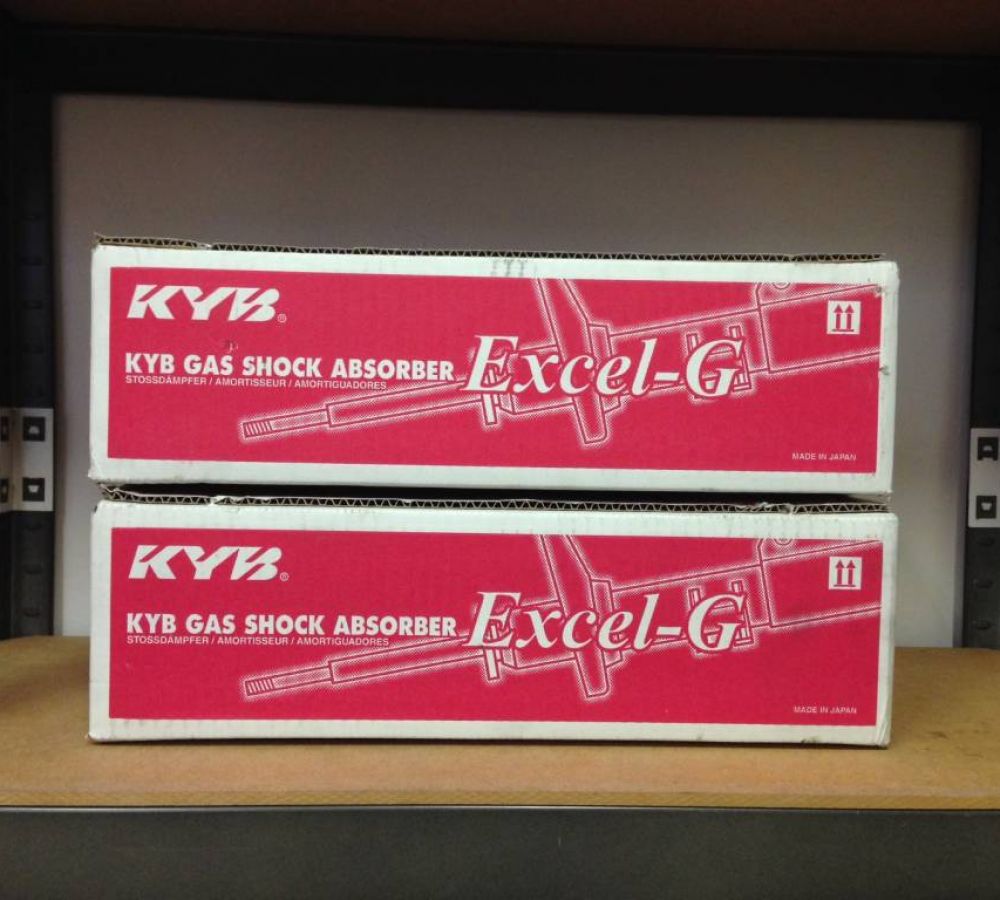 KYB®
KYB GAS SHOCK ABSORBER Excel-G
STOSSDÄMPFER / AMORTISSEUR / AMORTIGUADORES
MADE IN JAPAN
KYB®
KYB GAS SHOCK ABSORBER Excel-G
STOSSDÄMPFER / AMORTISSEUR / AMORTIGUADORES
MADE IN JAPAN